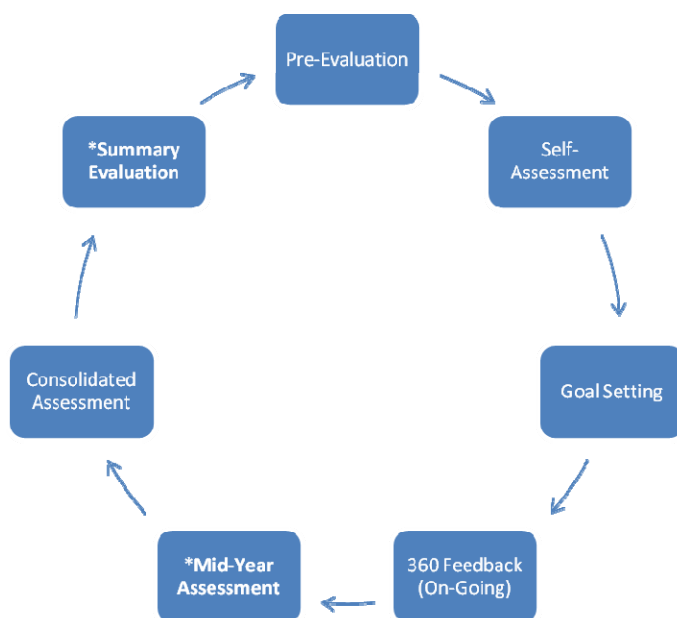 Pre-Evaluation
Self-
Assessment
Goal Setting
360 Feedback
(On-Going)
*Mid-Year
Assessment
Consolidated
Assessment
*Summary
Evaluation